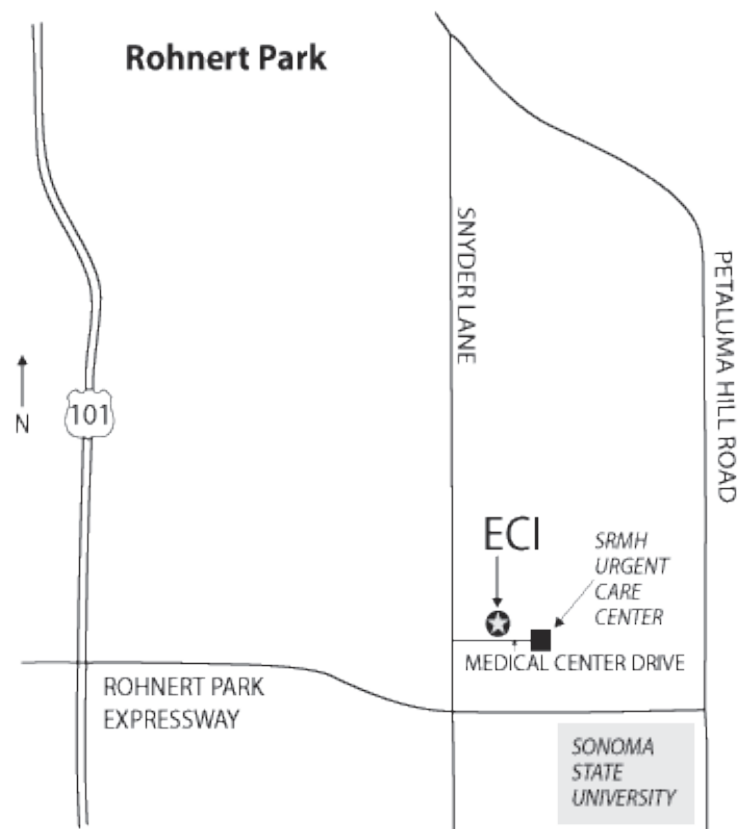 Rohnert Park
SNYDER LANE
PETALUMA HILL ROAD
101
N
ECI
SRMH
URGENT
CARE
CENTER
MEDICAL CENTER DRIVE
ROHNERT PARK
EXPRESSWAY
SONOMA
STATE
UNIVERSITY